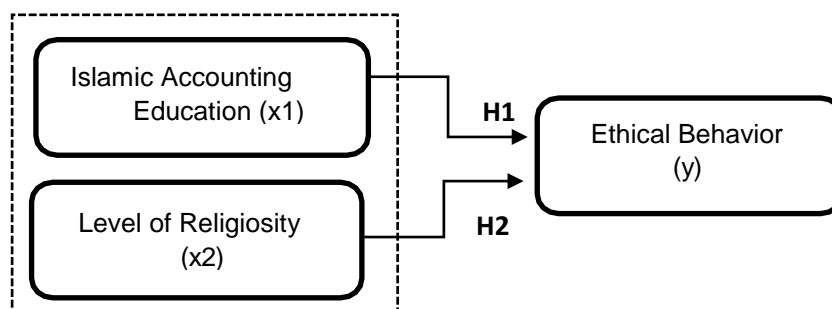 Islamic Accounting
Education (x1)
H1
Ethical Behavior
(y)
Level of Religiosity
(x2)
H2